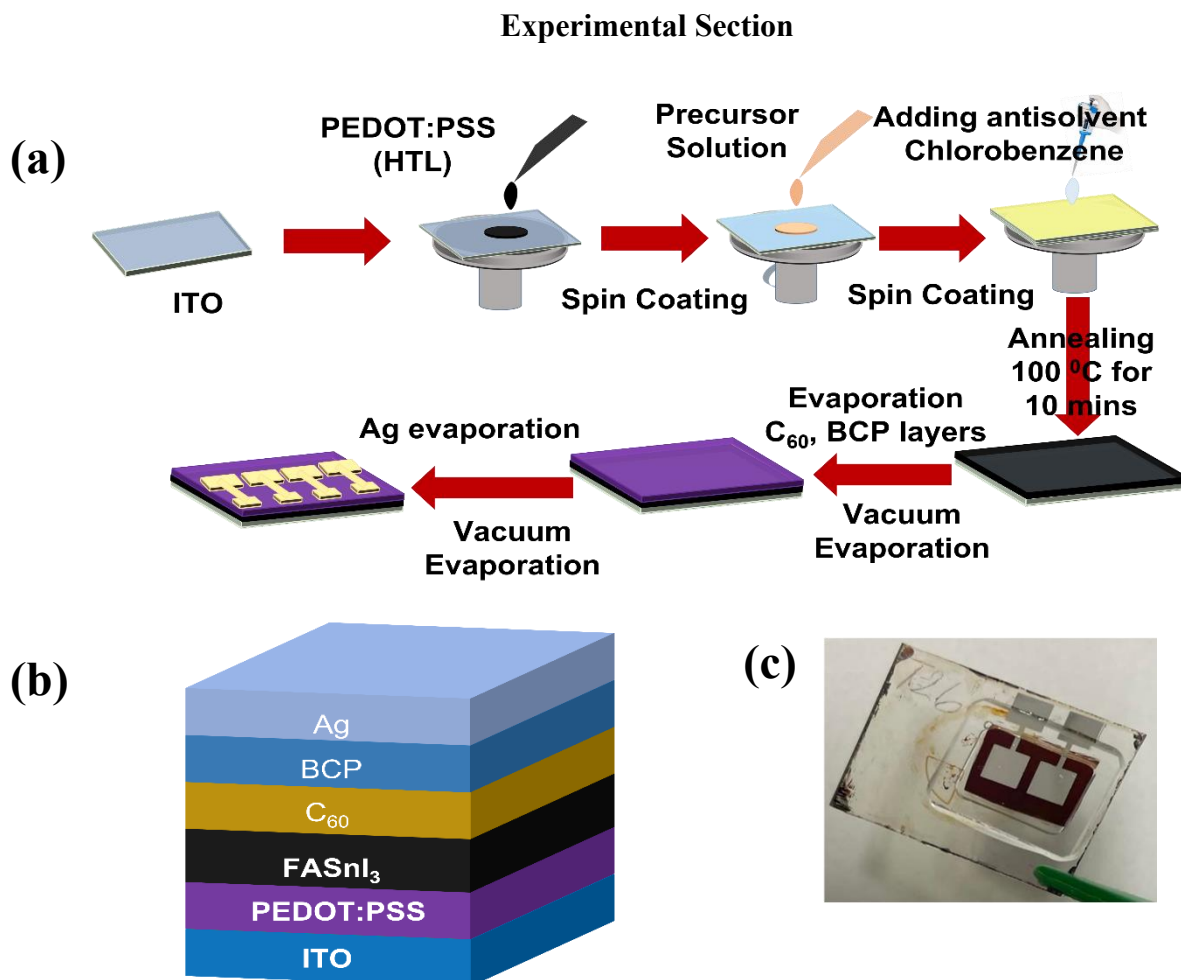 Experimental Section
(a)
PEDOT:PSS
(HTL)
Precursor
Solution
Adding antisolvent
Chlorobenzene
ITO
Spin Coating
Spin Coating
Annealing
100 ⁰C for
10 mins
Evaporation
C₆₀, BCP layers
Vacuum
Evaporation
Ag evaporation
Vacuum
Evaporation
(b)
Ag
BCP
C₆₀
FASnI₃
PEDOT:PSS
ITO
(c)
126